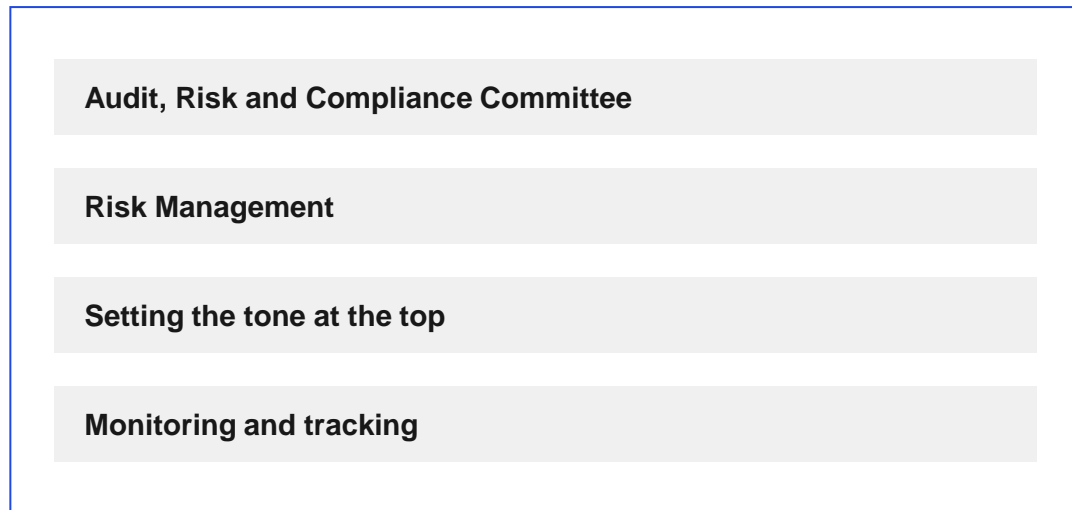 Audit, Risk and Compliance Committee
Risk Management
Setting the tone at the top
Monitoring and tracking